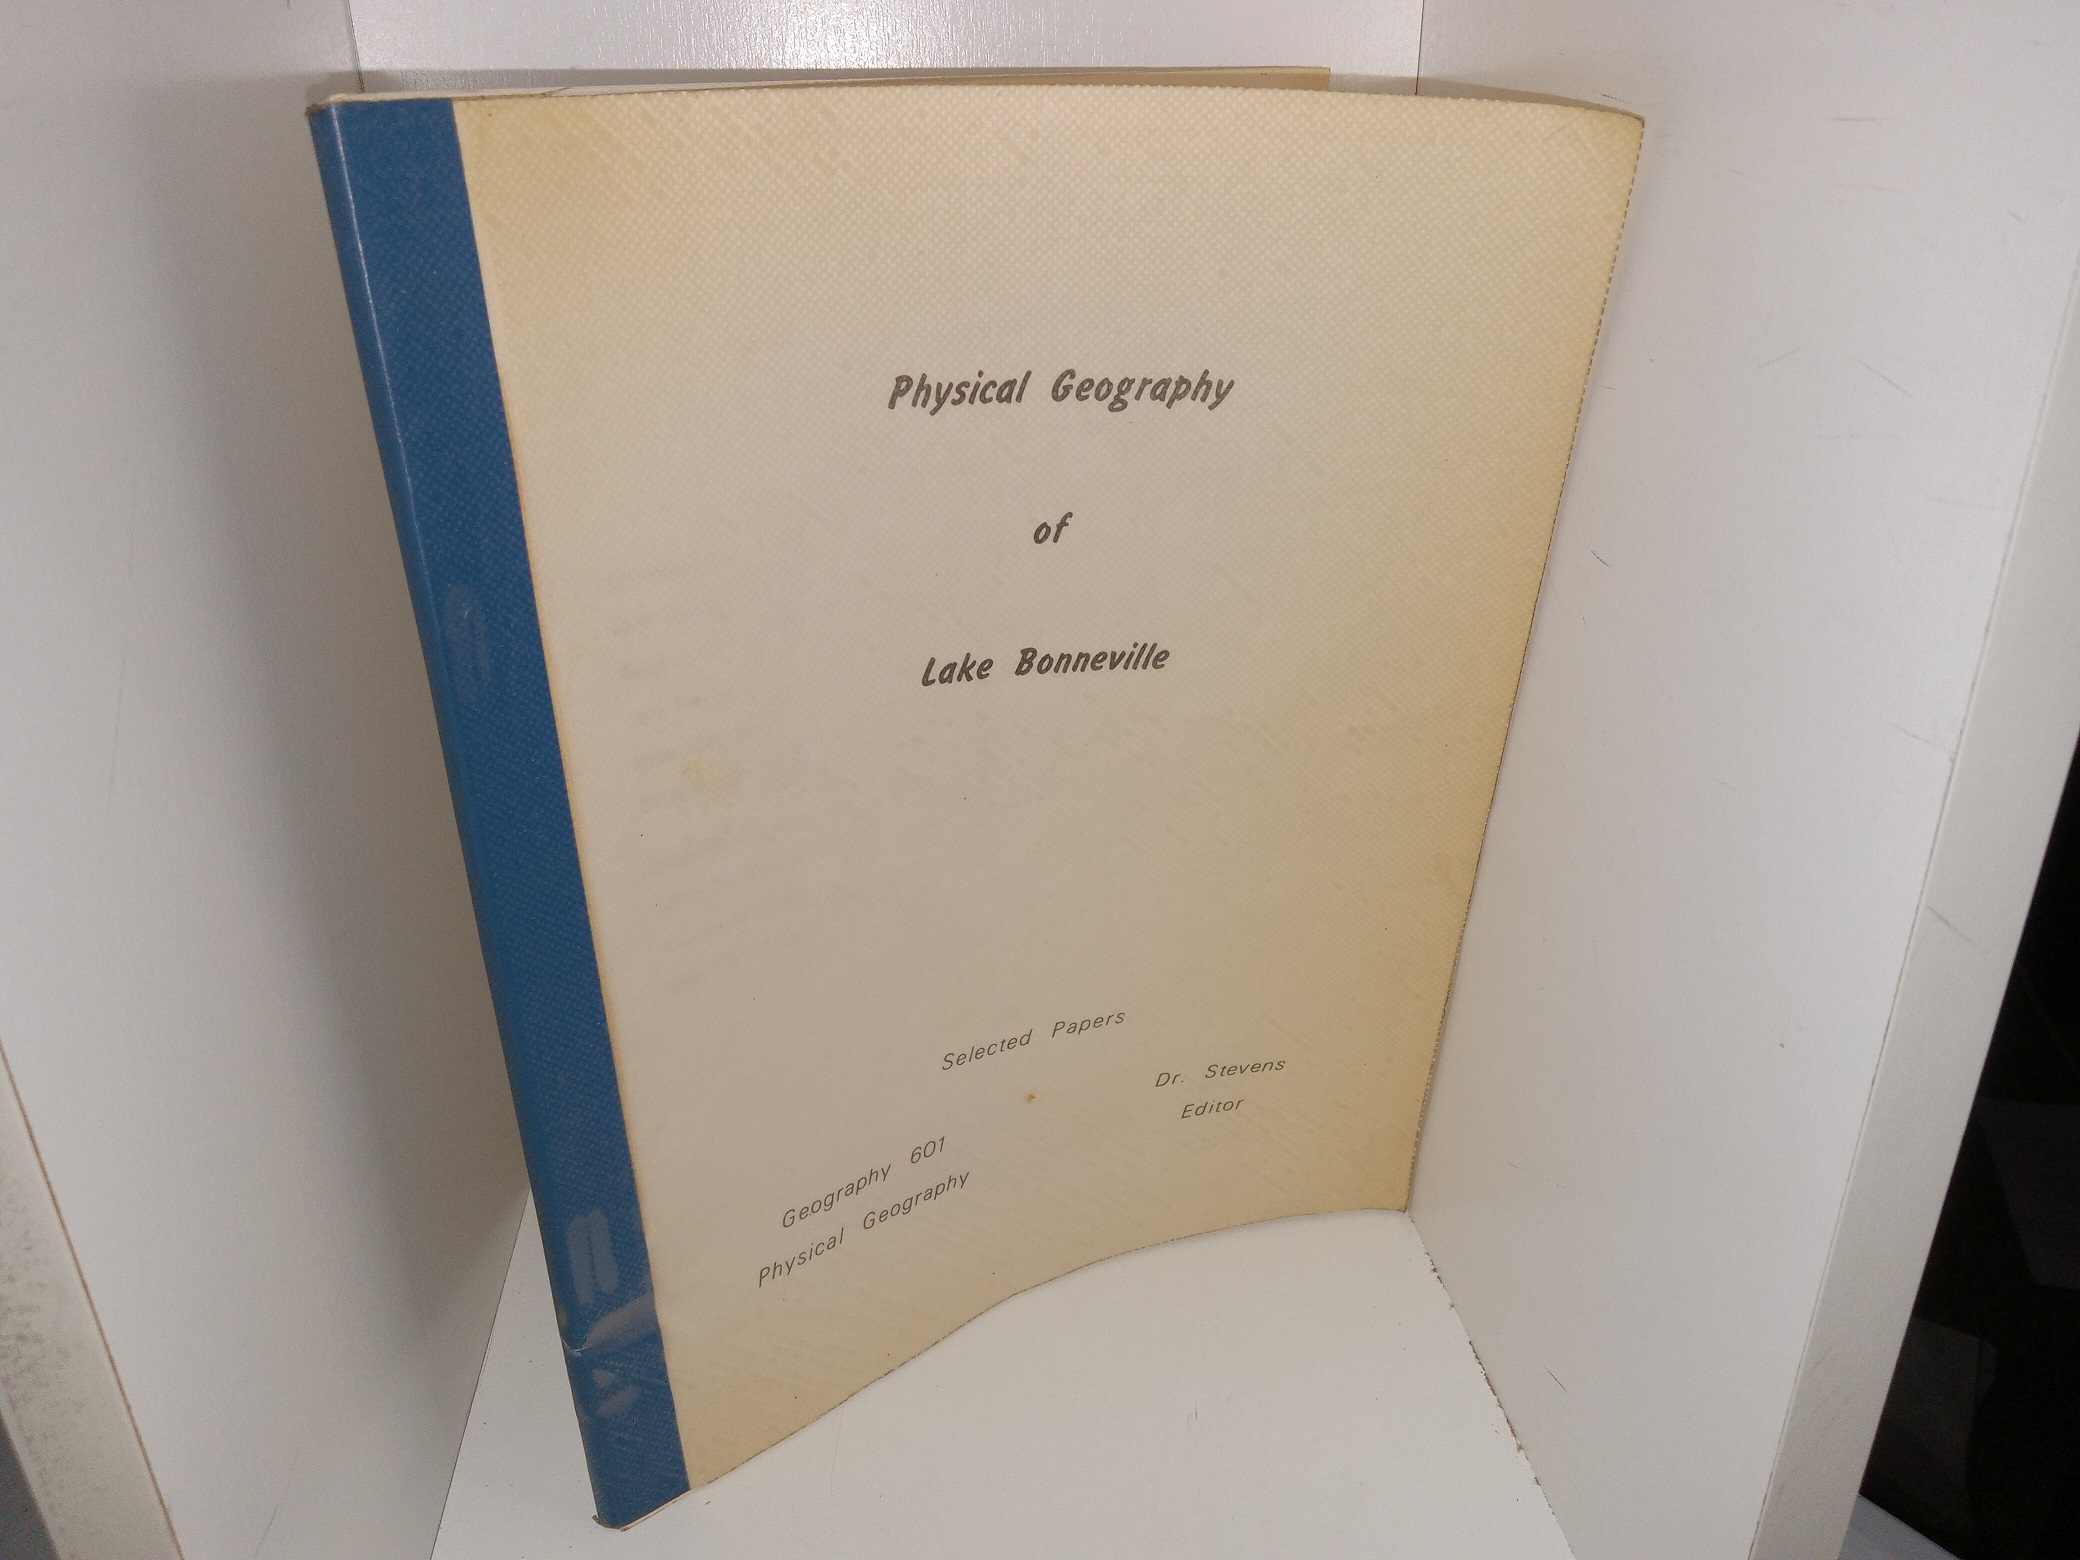 Physical Geography
of
Lake Bonneville
Selected Papers
Dr. Stevens
Editor
Geography 601
Physical Geography